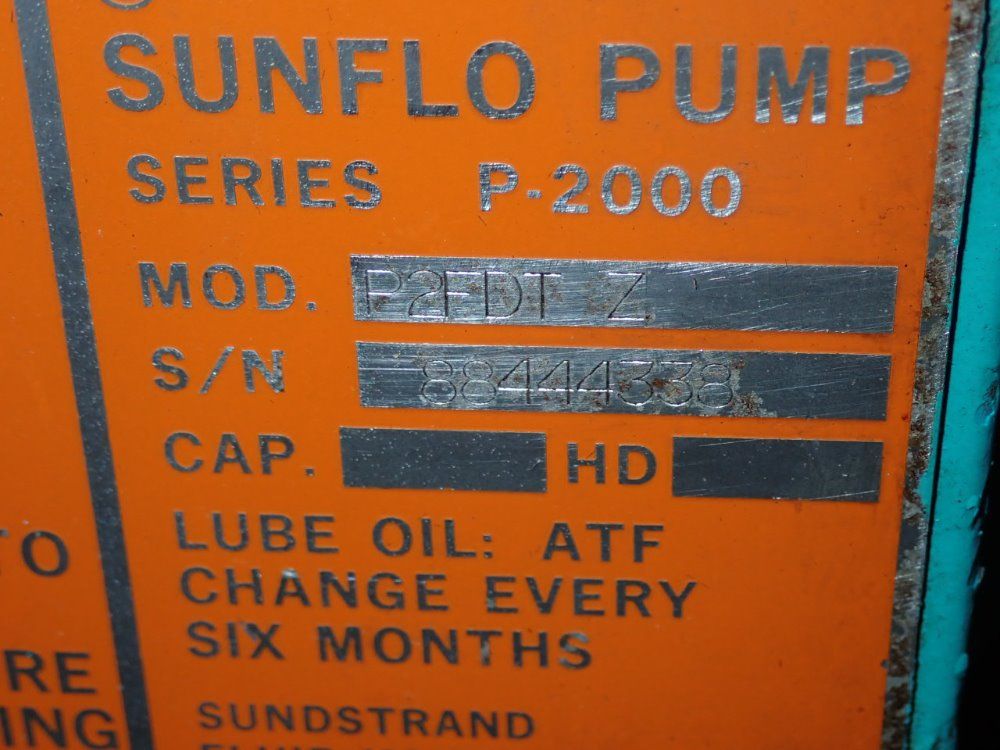 SUNFLO PUMP
SERIES P-2000
MOD. P2FDT Z
S/N 88444338
CAP. HD
LUBE OIL: ATF
CHANGE EVERY
SIX MONTHS
SUNDSTRAND
TO
RE
ING